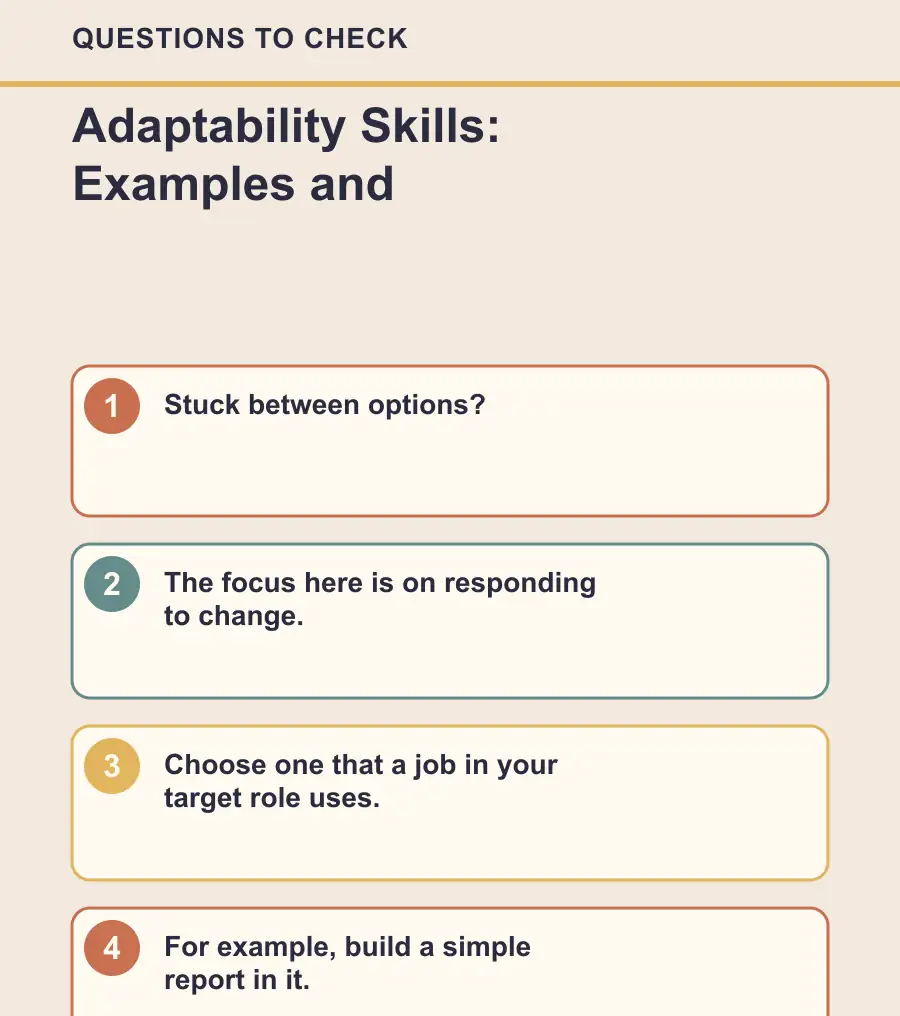 QUESTIONS TO CHECK
Adaptability Skills:
Examples and
1
Stuck between options?
2
The focus here is on responding
to change.
3
Choose one that a job in your
target role uses.
4
For example, build a simple
report in it.